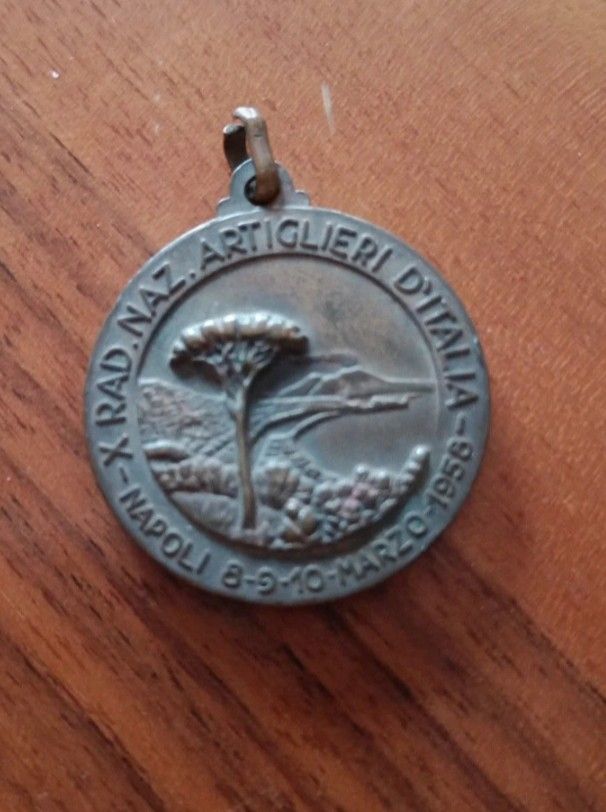 X RAD. NAZ. ARTIGLIERI D'ITALIA
NAPOLI 8-9-10-MARZO-1956